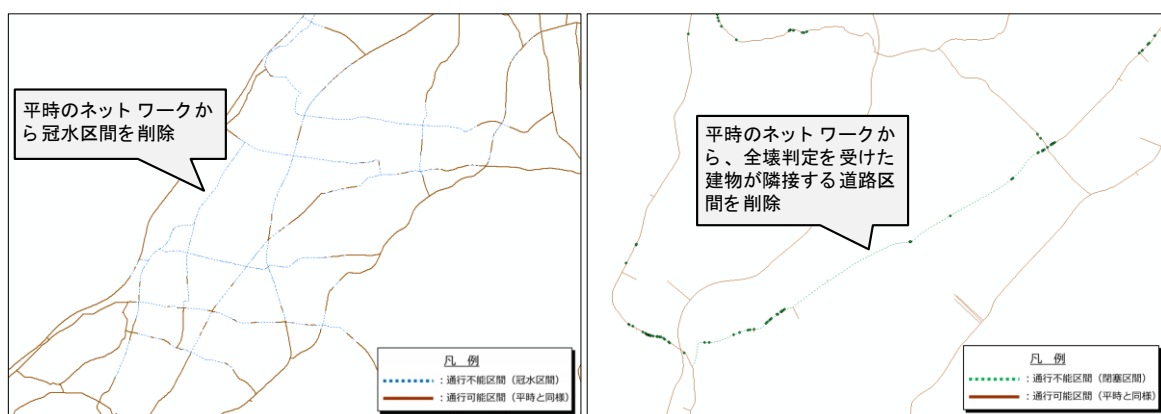 平時のネットワークか
ら冠水区間を削除
凡 例
：通行不能区間（冠水区間）
：通行可能区間（平時と同様）
平時のネットワークか
ら、全壊判定を受けた
建物が隣接する道路区
間を削除
凡 例
：通行不能区間（閉塞区間）
：通行可能区間（平時と同様）